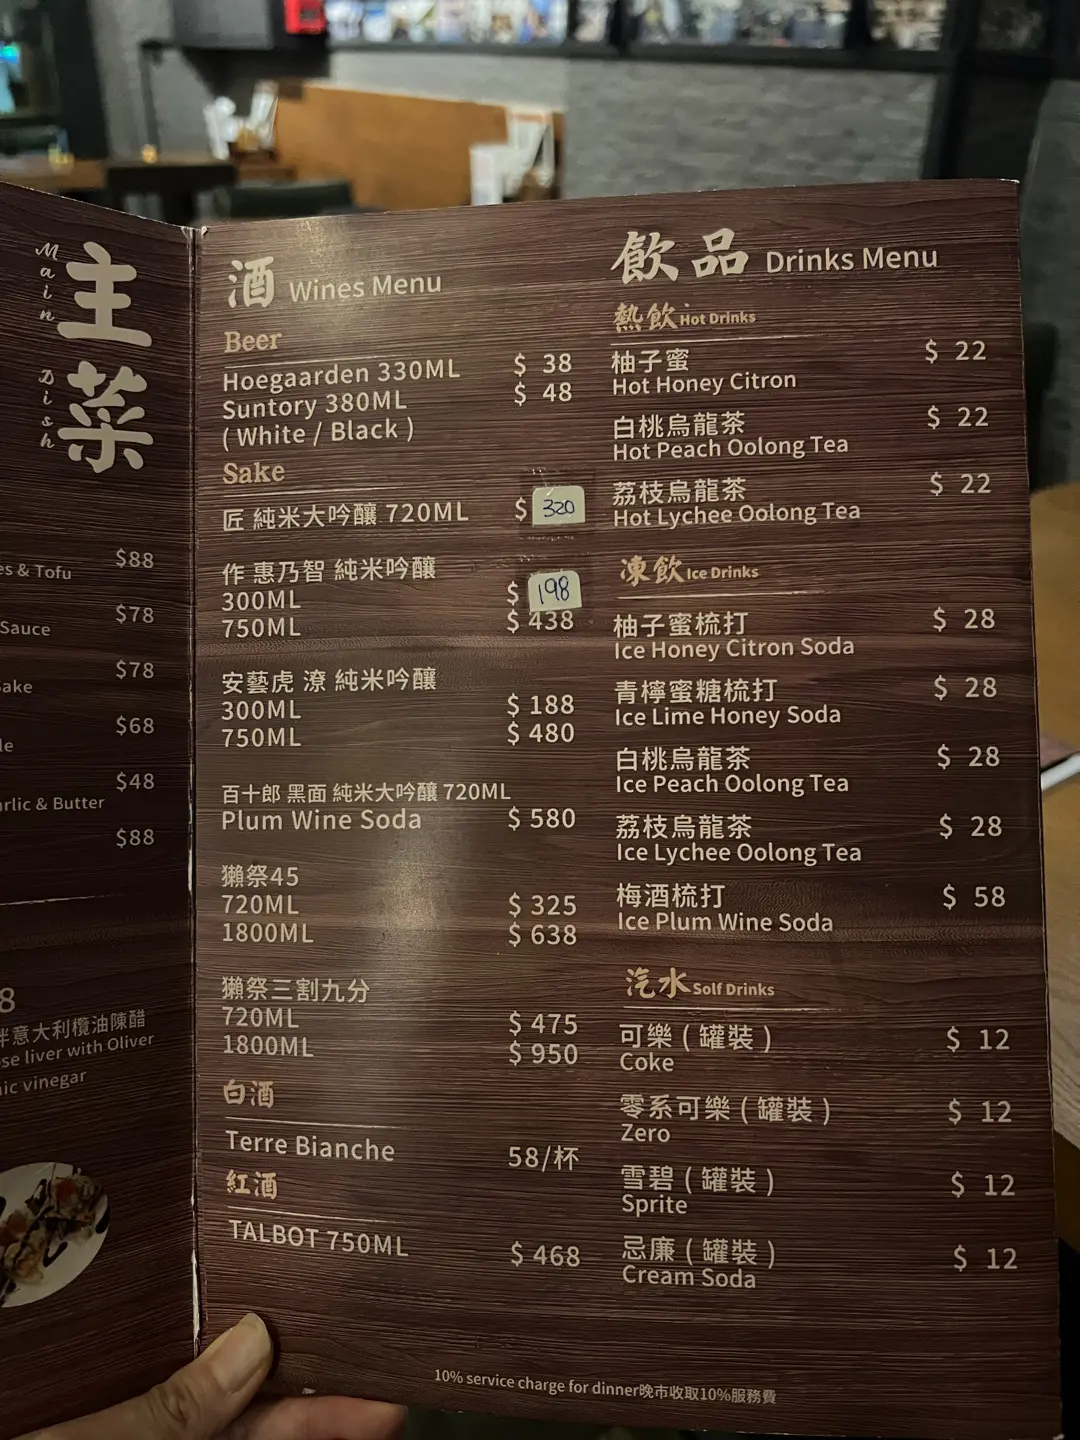 主菜
Main Dish
$88
es & Tofu
$78
Sauce
$78
Sake
$68
le
$48
arlic & Butter
$88
8
拌意大利欖油陳醋
se liver with Oliver
ic vinegar
酒 Wines Menu
Beer
Hoegaarden 330ML $ 38
Suntory 380ML $ 48
( White / Black )
Sake
匠 純米大吟釀 720ML $ 320
作 惠乃智 純米吟釀
300ML $ 198
750ML $ 438
安藝虎 潦 純米吟釀
300ML $ 188
750ML $ 480
百十郎 黑面 純米大吟釀 720ML
Plum Wine Soda $ 580
獺祭45
720ML $ 325
1800ML $ 638
獺祭三割九分
720ML $ 475
1800ML $ 950
白酒
Terre Bianche 58/杯
紅酒
TALBOT 750ML $ 468
飲品 Drinks Menu
熱飲 Hot Drinks
柚子蜜 $ 22
Hot Honey Citron
白桃烏龍茶 $ 22
Hot Peach Oolong Tea
荔枝烏龍茶 $ 22
Hot Lychee Oolong Tea
凍飲 Ice Drinks
柚子蜜梳打 $ 28
Ice Honey Citron Soda
青檸蜜糖梳打 $ 28
Ice Lime Honey Soda
白桃烏龍茶 $ 28
Ice Peach Oolong Tea
荔枝烏龍茶 $ 28
Ice Lychee Oolong Tea
梅酒梳打 $ 58
Ice Plum Wine Soda
汽水 Solf Drinks
可樂 ( 罐裝 ) $ 12
Coke
零系可樂 ( 罐裝 ) $ 12
Zero
雪碧 ( 罐裝 ) $ 12
Sprite
忌廉 ( 罐裝 ) $ 12
Cream Soda
10% service charge for dinner晚市收取10%服務費